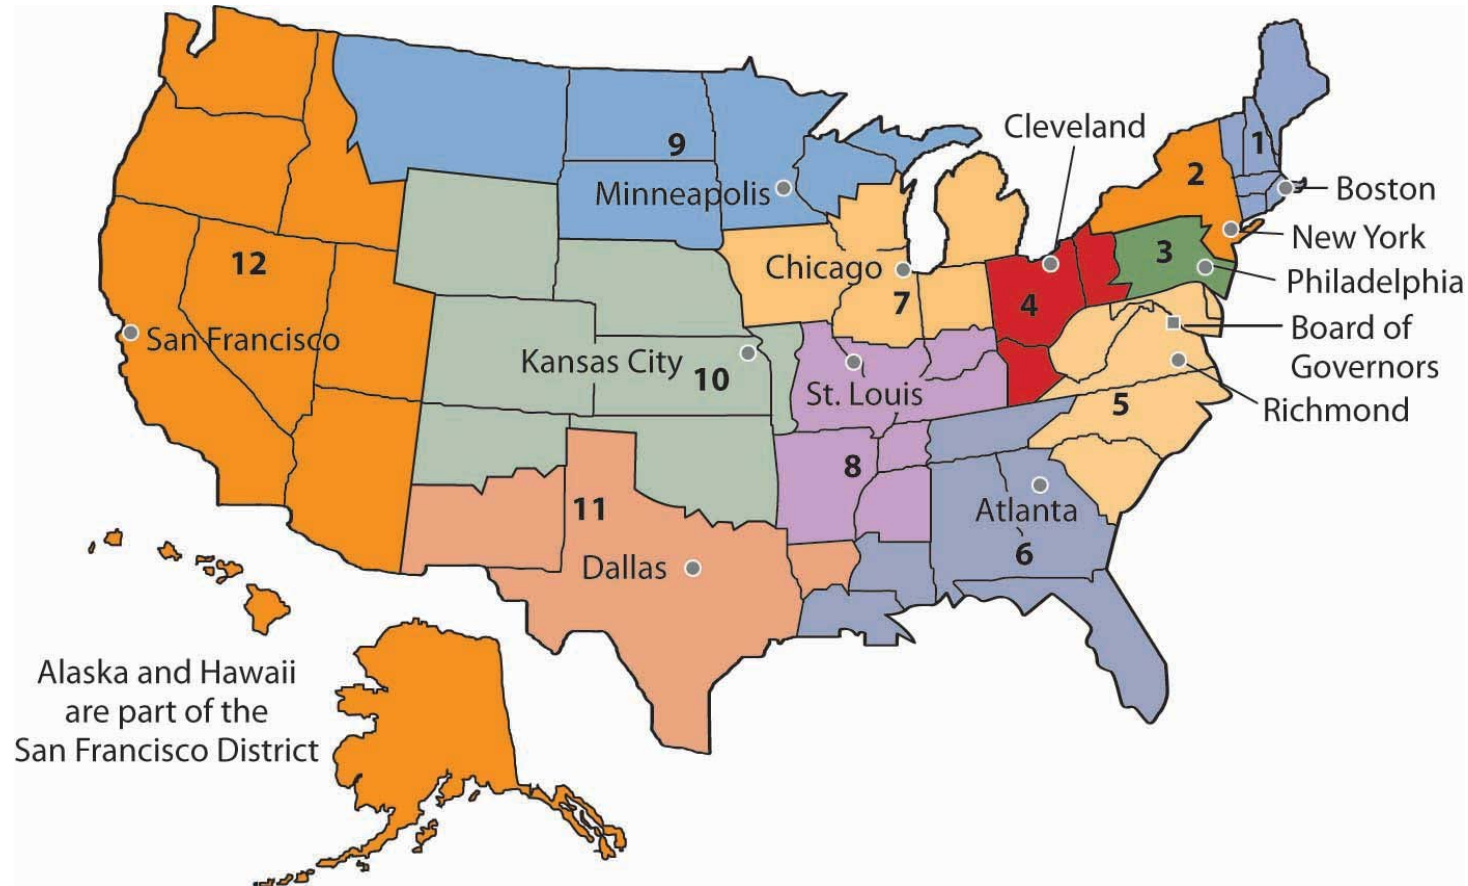 Cleveland
9
1
2
Minneapolis
Boston
New York
3
12
Chicago
Philadelphia
7
4
San Francisco
Board of
Governors
Kansas City
10
St. Louis
5
Richmond
8
11
Atlanta
6
Dallas
Alaska and Hawaii
are part of the
San Francisco District